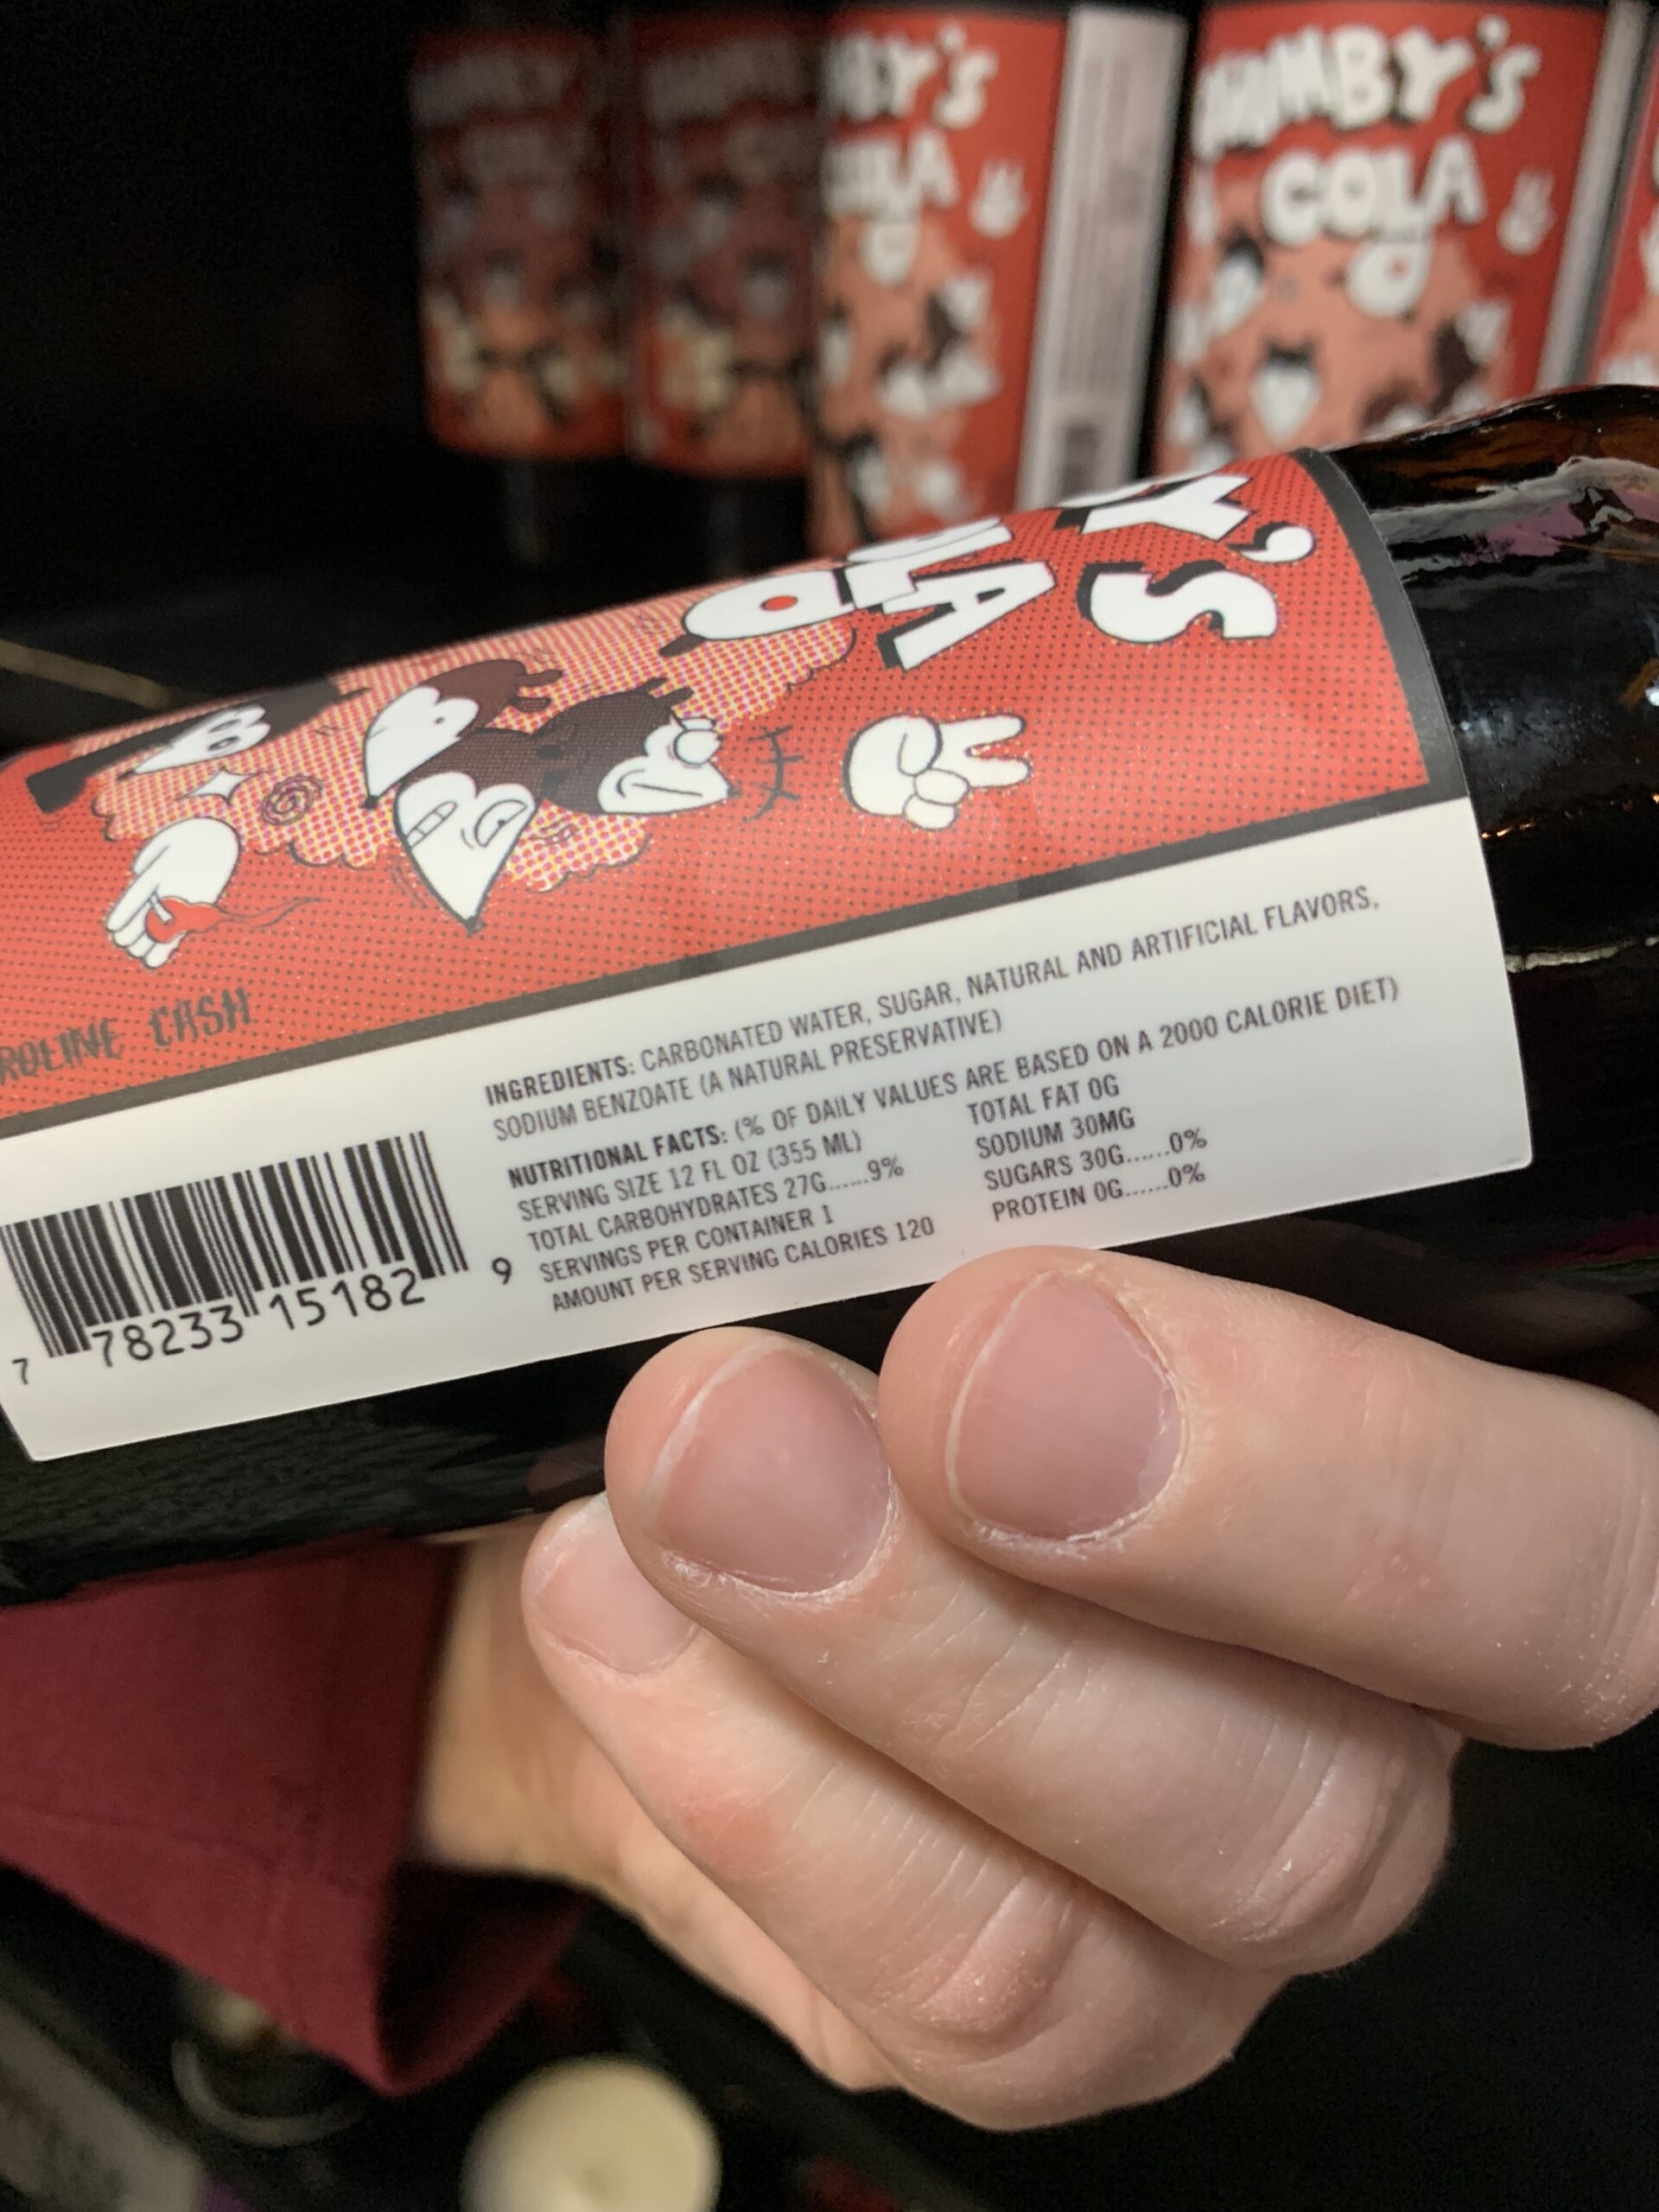 COLA
Y'S
LA
ROLINE CASH
INGREDIENTS: CARBONATED WATER, SUGAR, NATURAL AND ARTIFICIAL FLAVORS,
SODIUM BENZOATE (A NATURAL PRESERVATIVE)
NUTRITIONAL FACTS: (% OF DAILY VALUES ARE BASED ON A 2000 CALORIE DIET)
SERVING SIZE 12 FL OZ (355 ML)
TOTAL CARBOHYDRATES 27G......9%
SERVINGS PER CONTAINER 1
AMOUNT PER SERVING CALORIES 120
TOTAL FAT 0G
SODIUM 30MG
SUGARS 30G......0%
PROTEIN 0G......0%
7 78233 15182 9